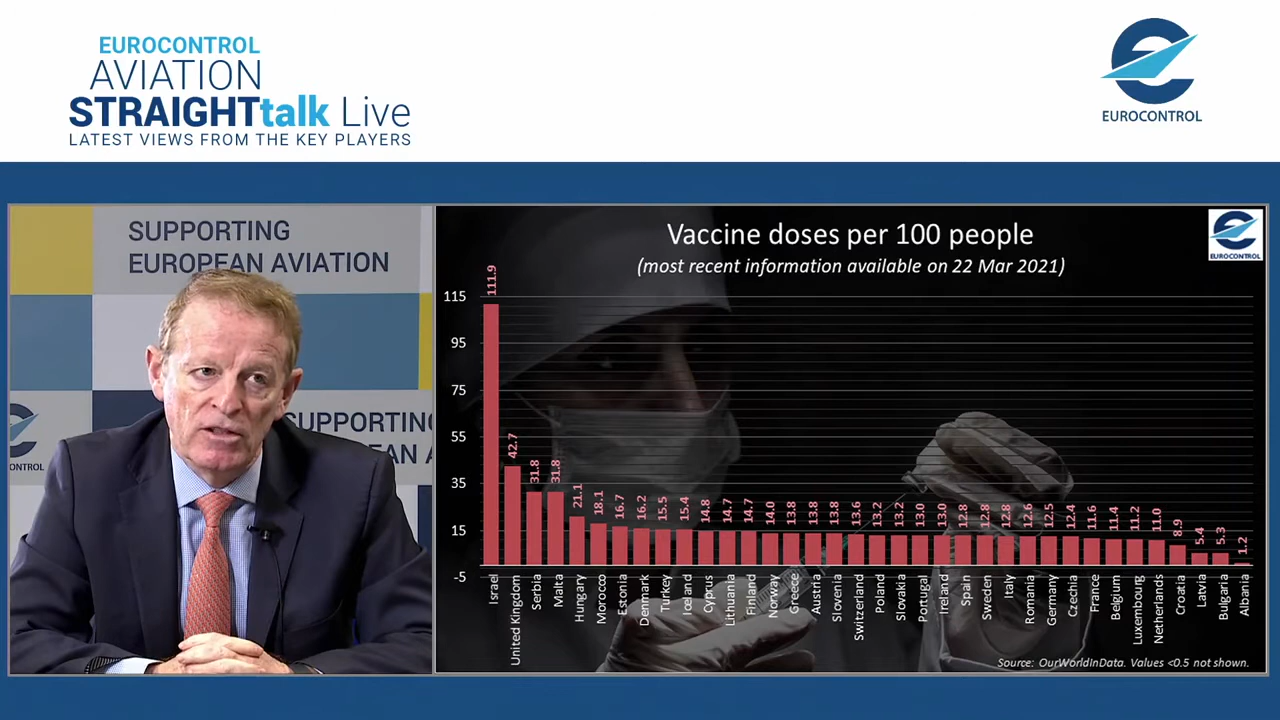 EUROCONTROL
AVIATION
STRAIGHTtalk Live
LATEST VIEWS FROM THE KEY PLAYERS
EUROCONTROL
SUPPORTING
EUROPEAN AVIATION
SUPPORTING
EAN A
ONTROL
Vaccine doses per 100 people
(most recent information available on 22 Mar 2021)
EUROCONTROL
115
95
75
55
35
15
-5
111.9
42.7
31.8
31.8
21.1
18.1
16.7
16.2
15.5
15.4
14.8
14.7
14.7
14.0
13.8
13.8
13.8
13.6
13.2
13.2
13.0
13.0
12.8
12.8
12.8
12.6
12.5
12.4
11.6
11.4
11.2
11.0
8.9
5.4
5.3
1.2
Israel
United Kingdom
Serbia
Malta
Hungary
Morocco
Estonia
Denmark
Turkey
Iceland
Cyprus
Lithuania
Finland
Norway
Greece
Austria
Slovenia
Switzerland
Poland
Slovakia
Portugal
Ireland
Spain
Sweden
Italy
Romania
Germany
Czechia
France
Belgium
Luxembourg
Netherlands
Croatia
Latvia
Bulgaria
Albania
Source: OurWorldInData. Values <0.5 not shown.